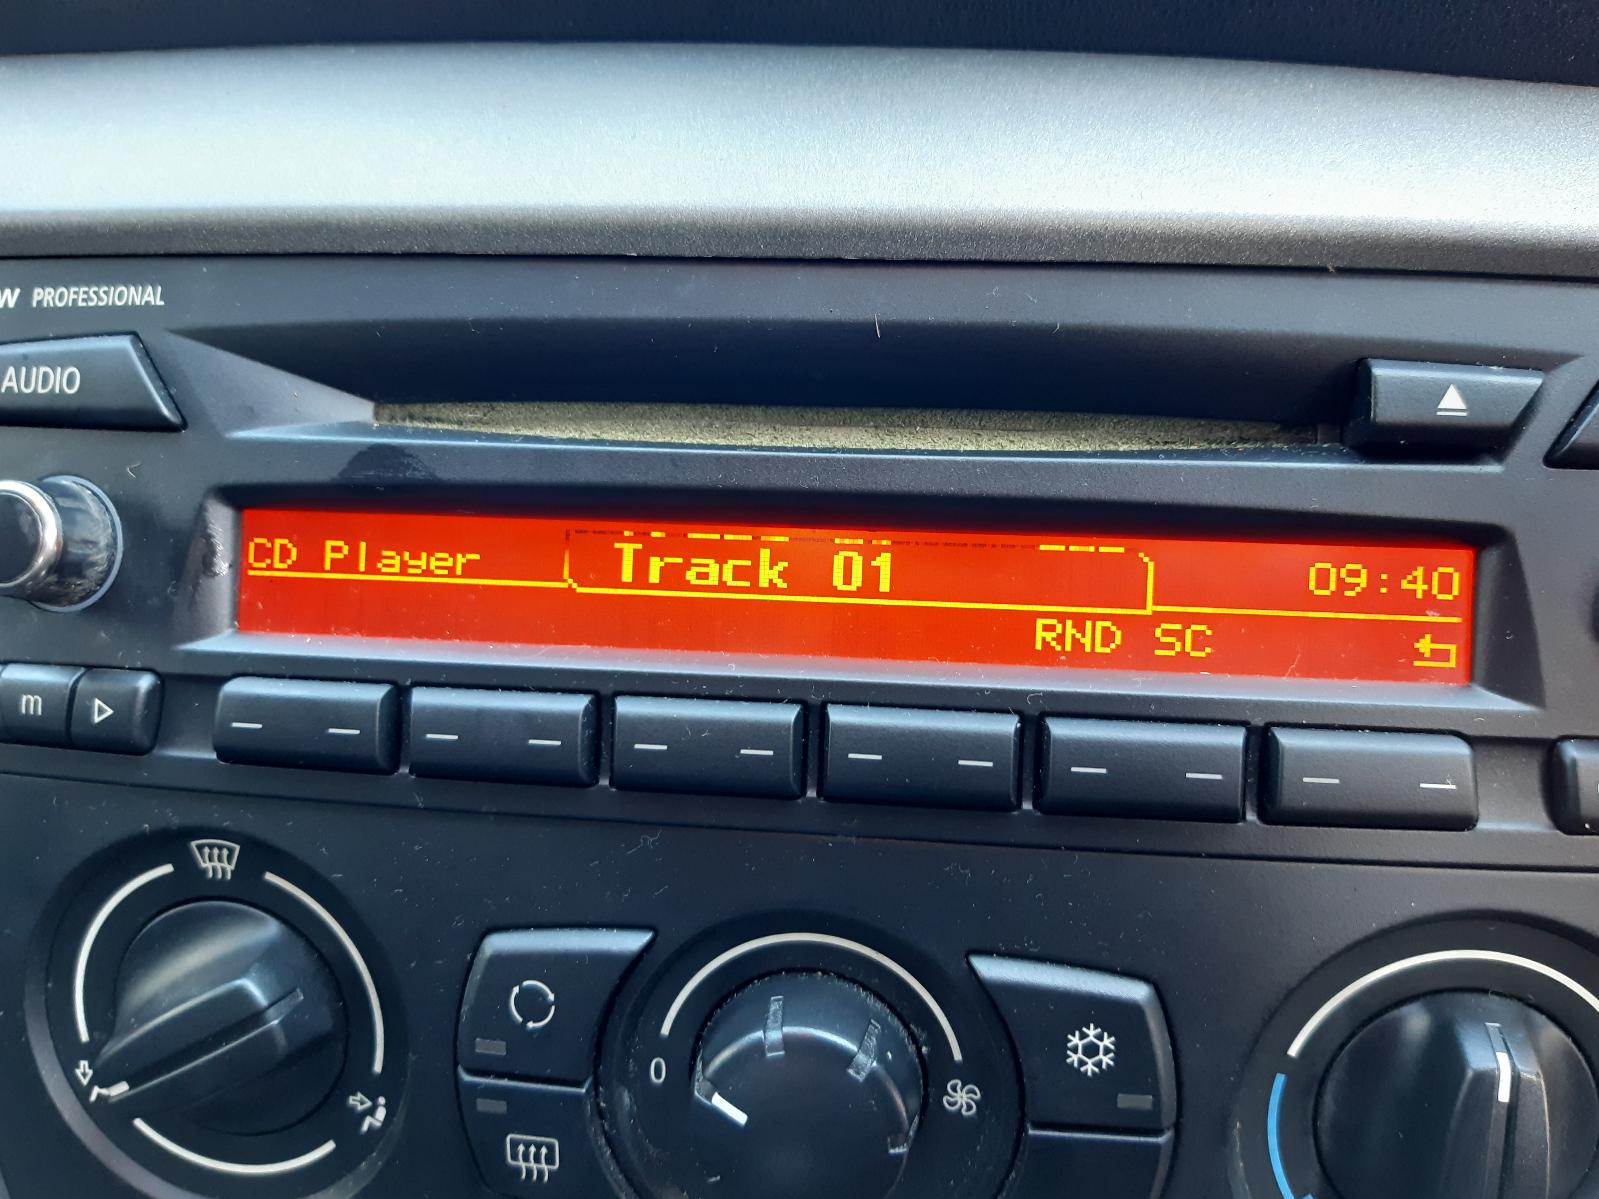 PROFESSIONAL
AUDIO
CD Player
Track 01
09:40
RND SC
m
0